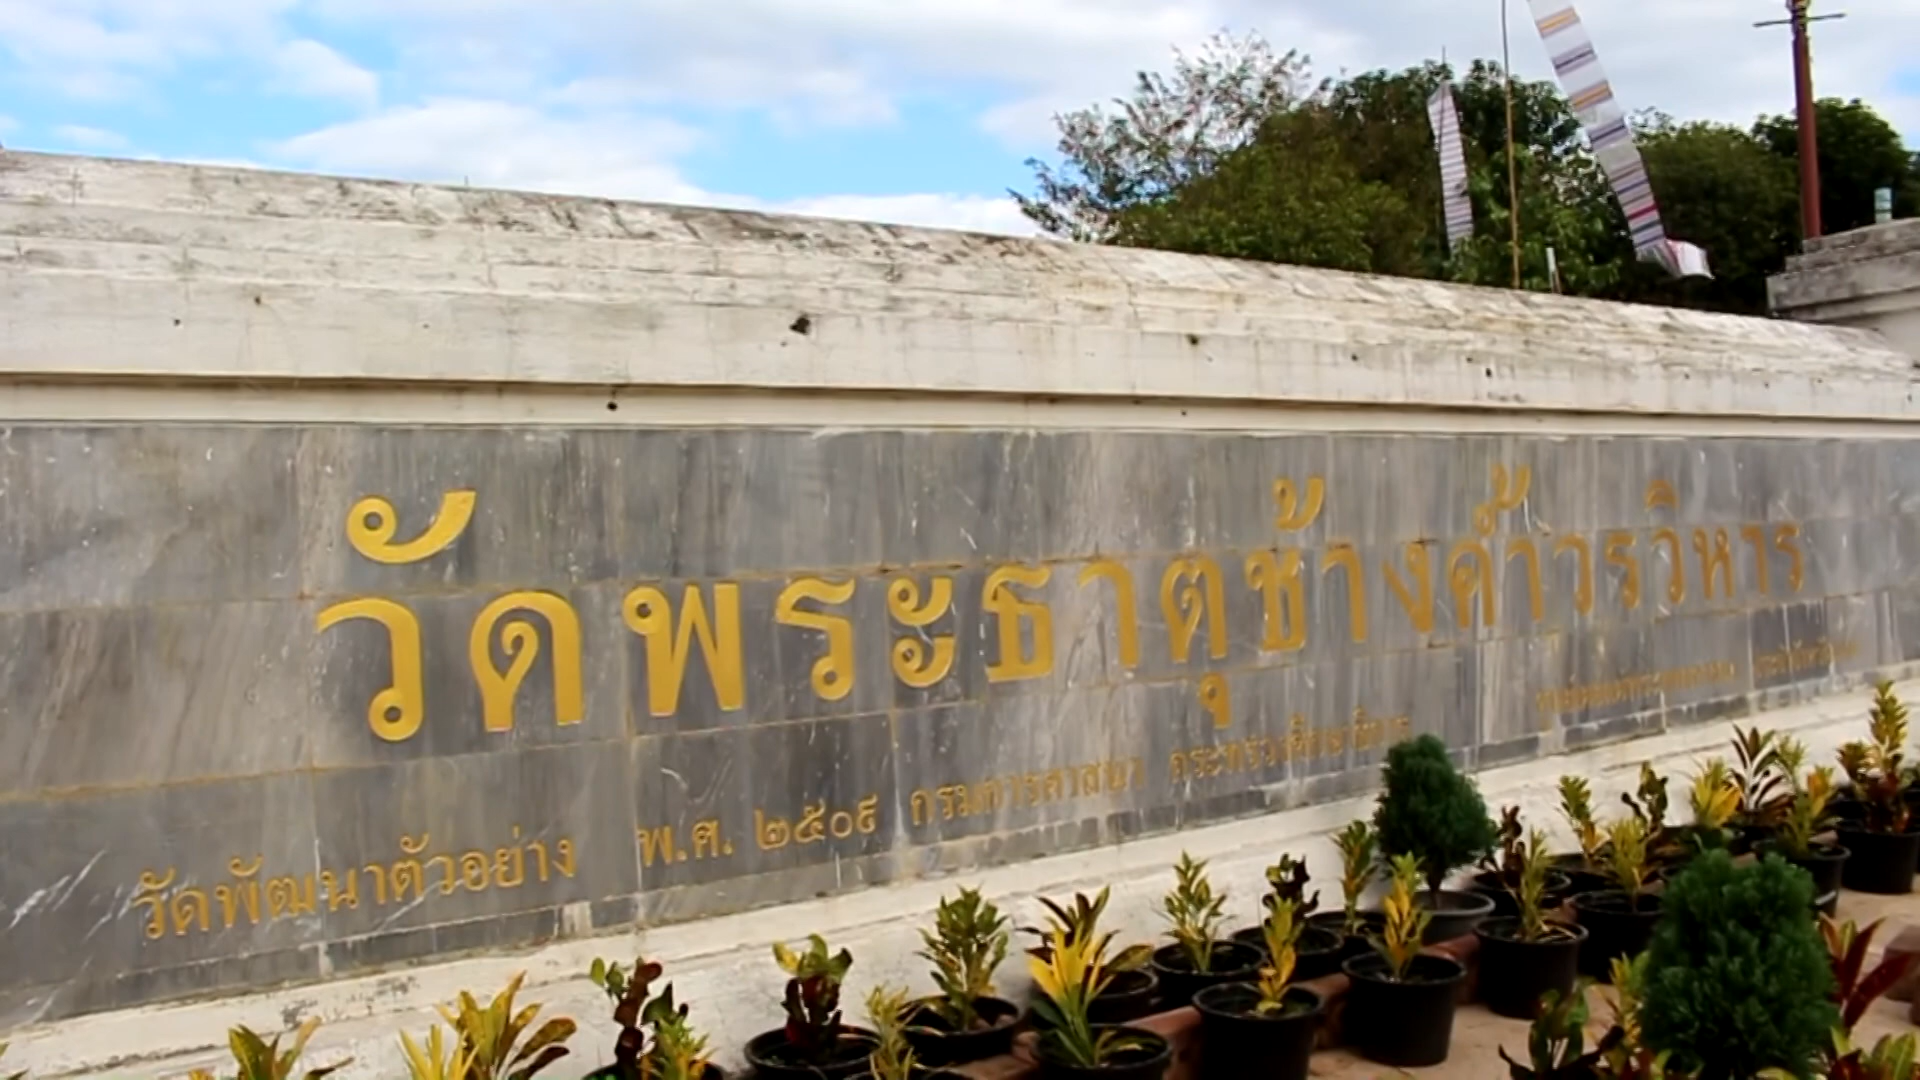 วัดพระธาตุช้างค้ำวรวิหาร
วัดพัฒนาตัวอย่าง พ.ศ. ๒๕๐๙ กรมการศาสนา กระทรวงศึกษาธิการ